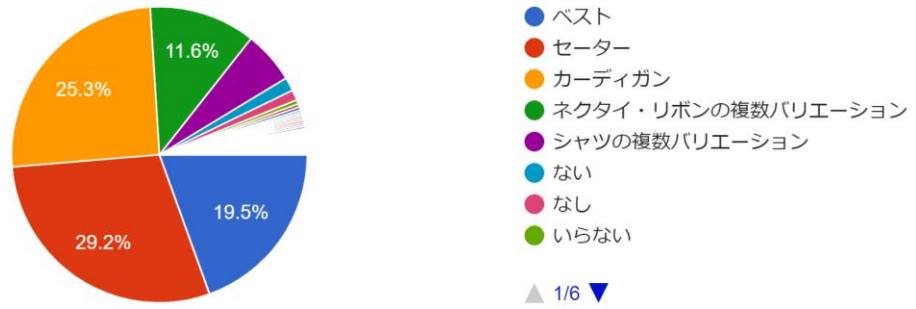 11.6%
25.3%
19.5%
29.2%
ベスト
セーター
カーディガン
ネクタイ・リボンの複数バリエーション
シャツの複数バリエーション
ない
なし
いらない
1/6